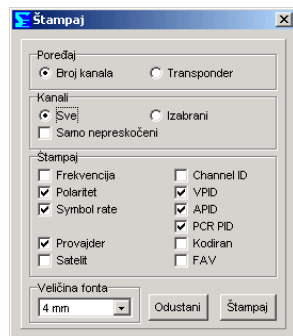 Štampaj
Poređaj
Broj kanala Transponder
Kanali
Sve Izabrani
Samo nepreskočeni
Štampaj
Frekvencija Channel ID
Polaritet VPID
Symbol rate APID
PCR PID
Provajder Kodiran
Satelit FAV
Veličina fonta
4 mm Odustani Štampaj